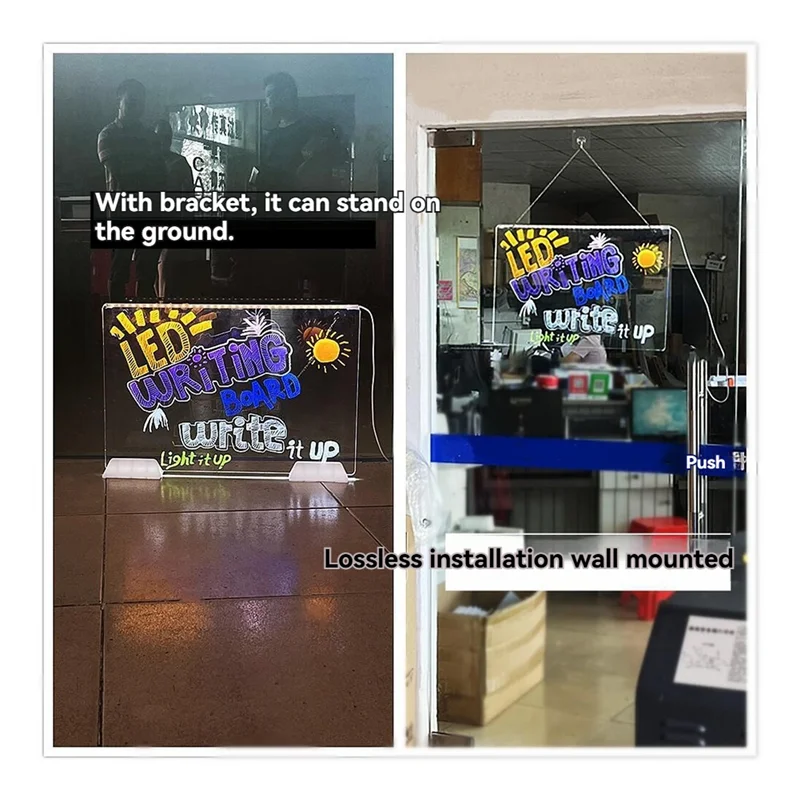 With bracket, it can stand on
the ground.
LED
WRiTiNG
BOARD
write it UP
Light it UP
LED
WRiTiNG
BOARD
write it UP
Light it UP
Push
Lossless installation wall mounted